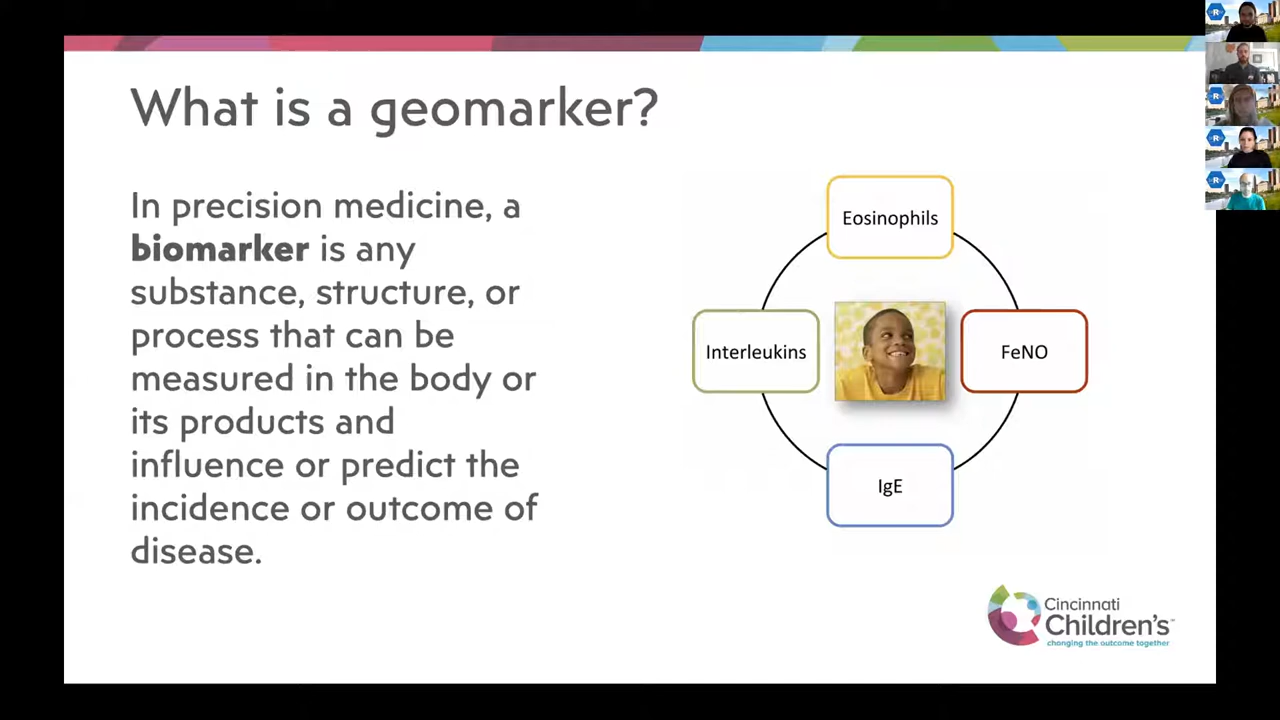 What is a geomarker?
In precision medicine, a
biomarker is any
substance, structure, or
process that can be
measured in the body or
its products and
influence or predict the
incidence or outcome of
disease.
Eosinophils
Interleukins
FeNO
IgE
Cincinnati
Children's™
changing the outcome together
R
R
R
R